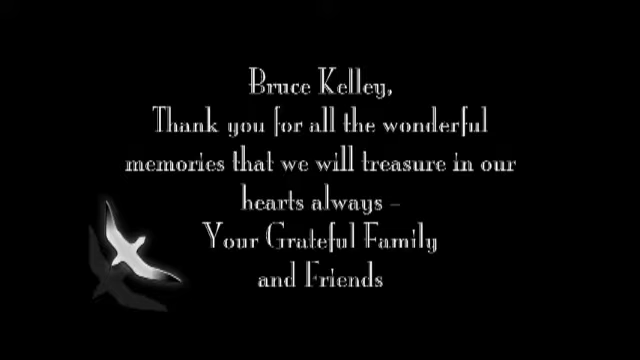 Bruce Kelley,
Thank you for all the wonderful
memories that we will treasure in our
hearts always -
Your Grateful Family
and Friends